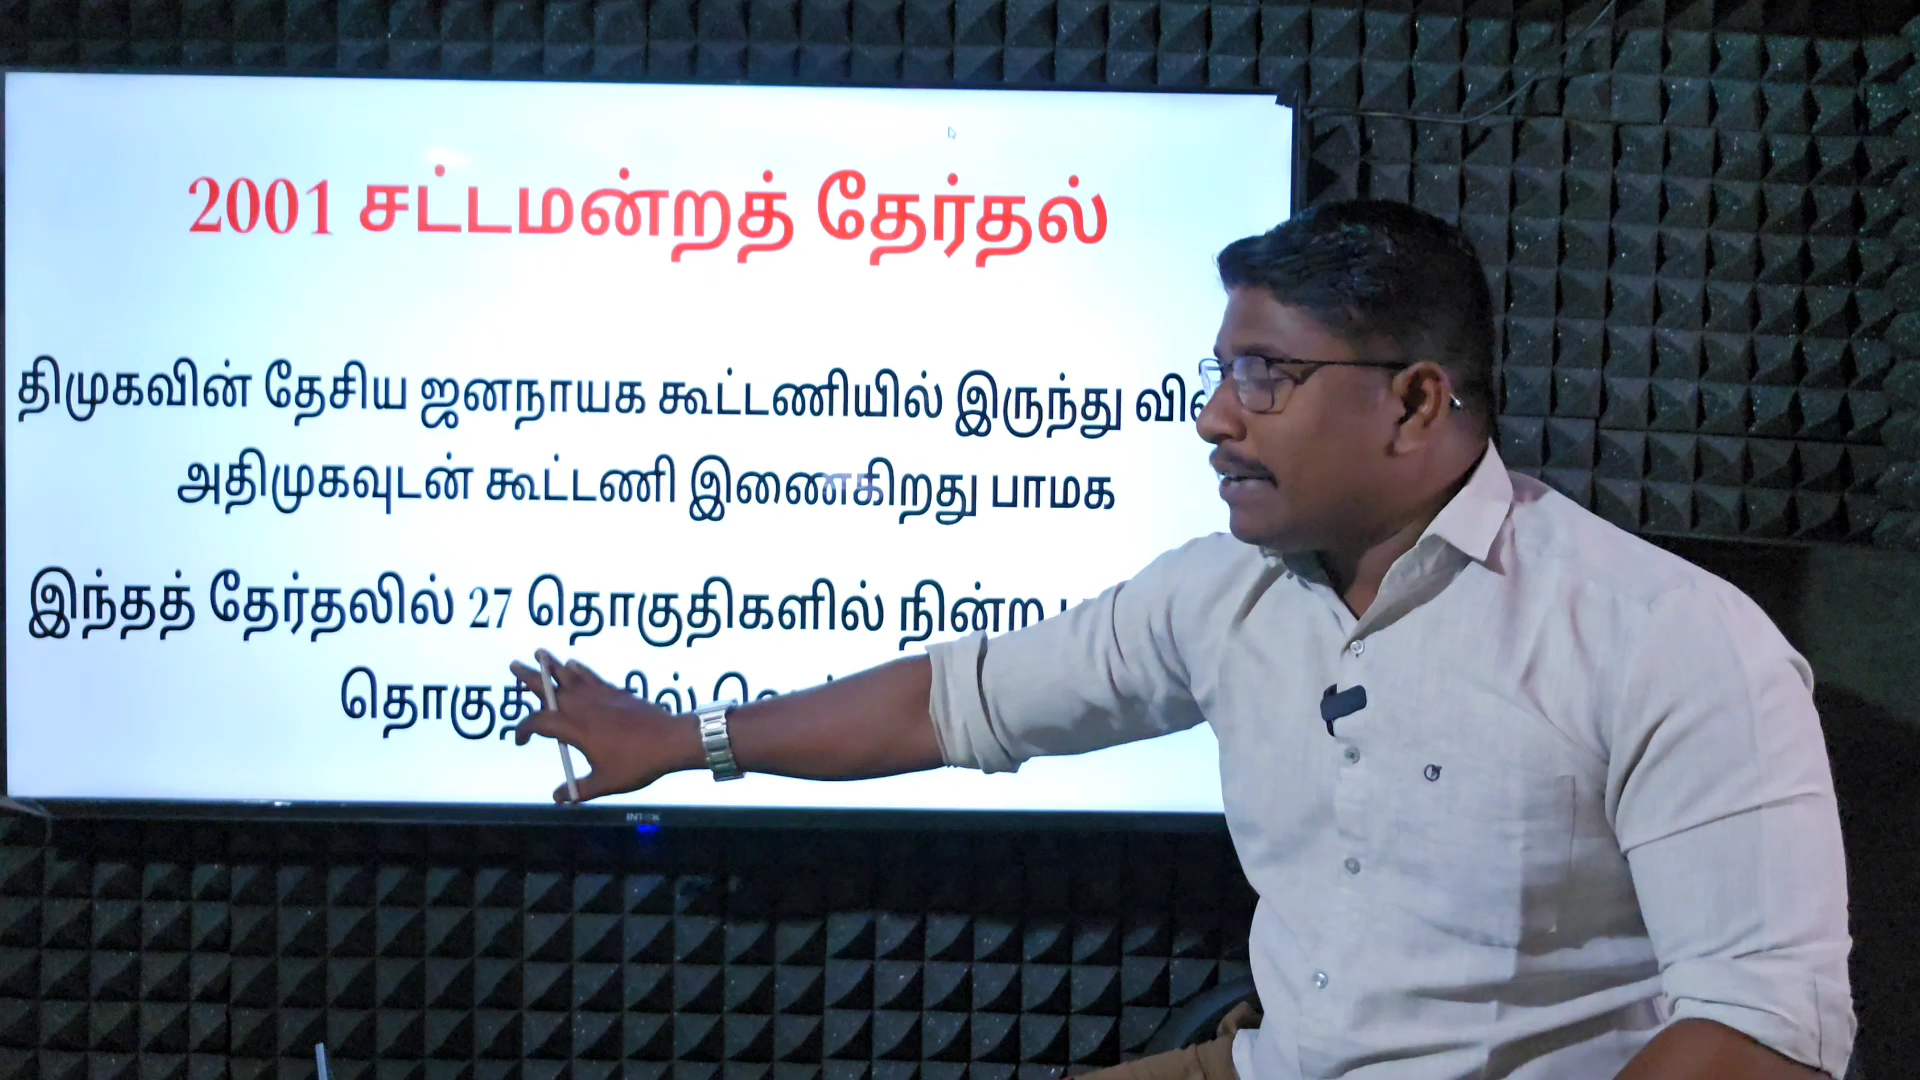 2001 சட்டமன்றத் தேர்தல்
திமுகவின் தேசிய ஜனநாயக கூட்டணியில் இருந்து
அதிமுகவுடன் கூட்டணி இணைகிறது பாமக
இந்தத் தேர்தலில் 27 தொகுதிகளில் நின்ற
INTEX